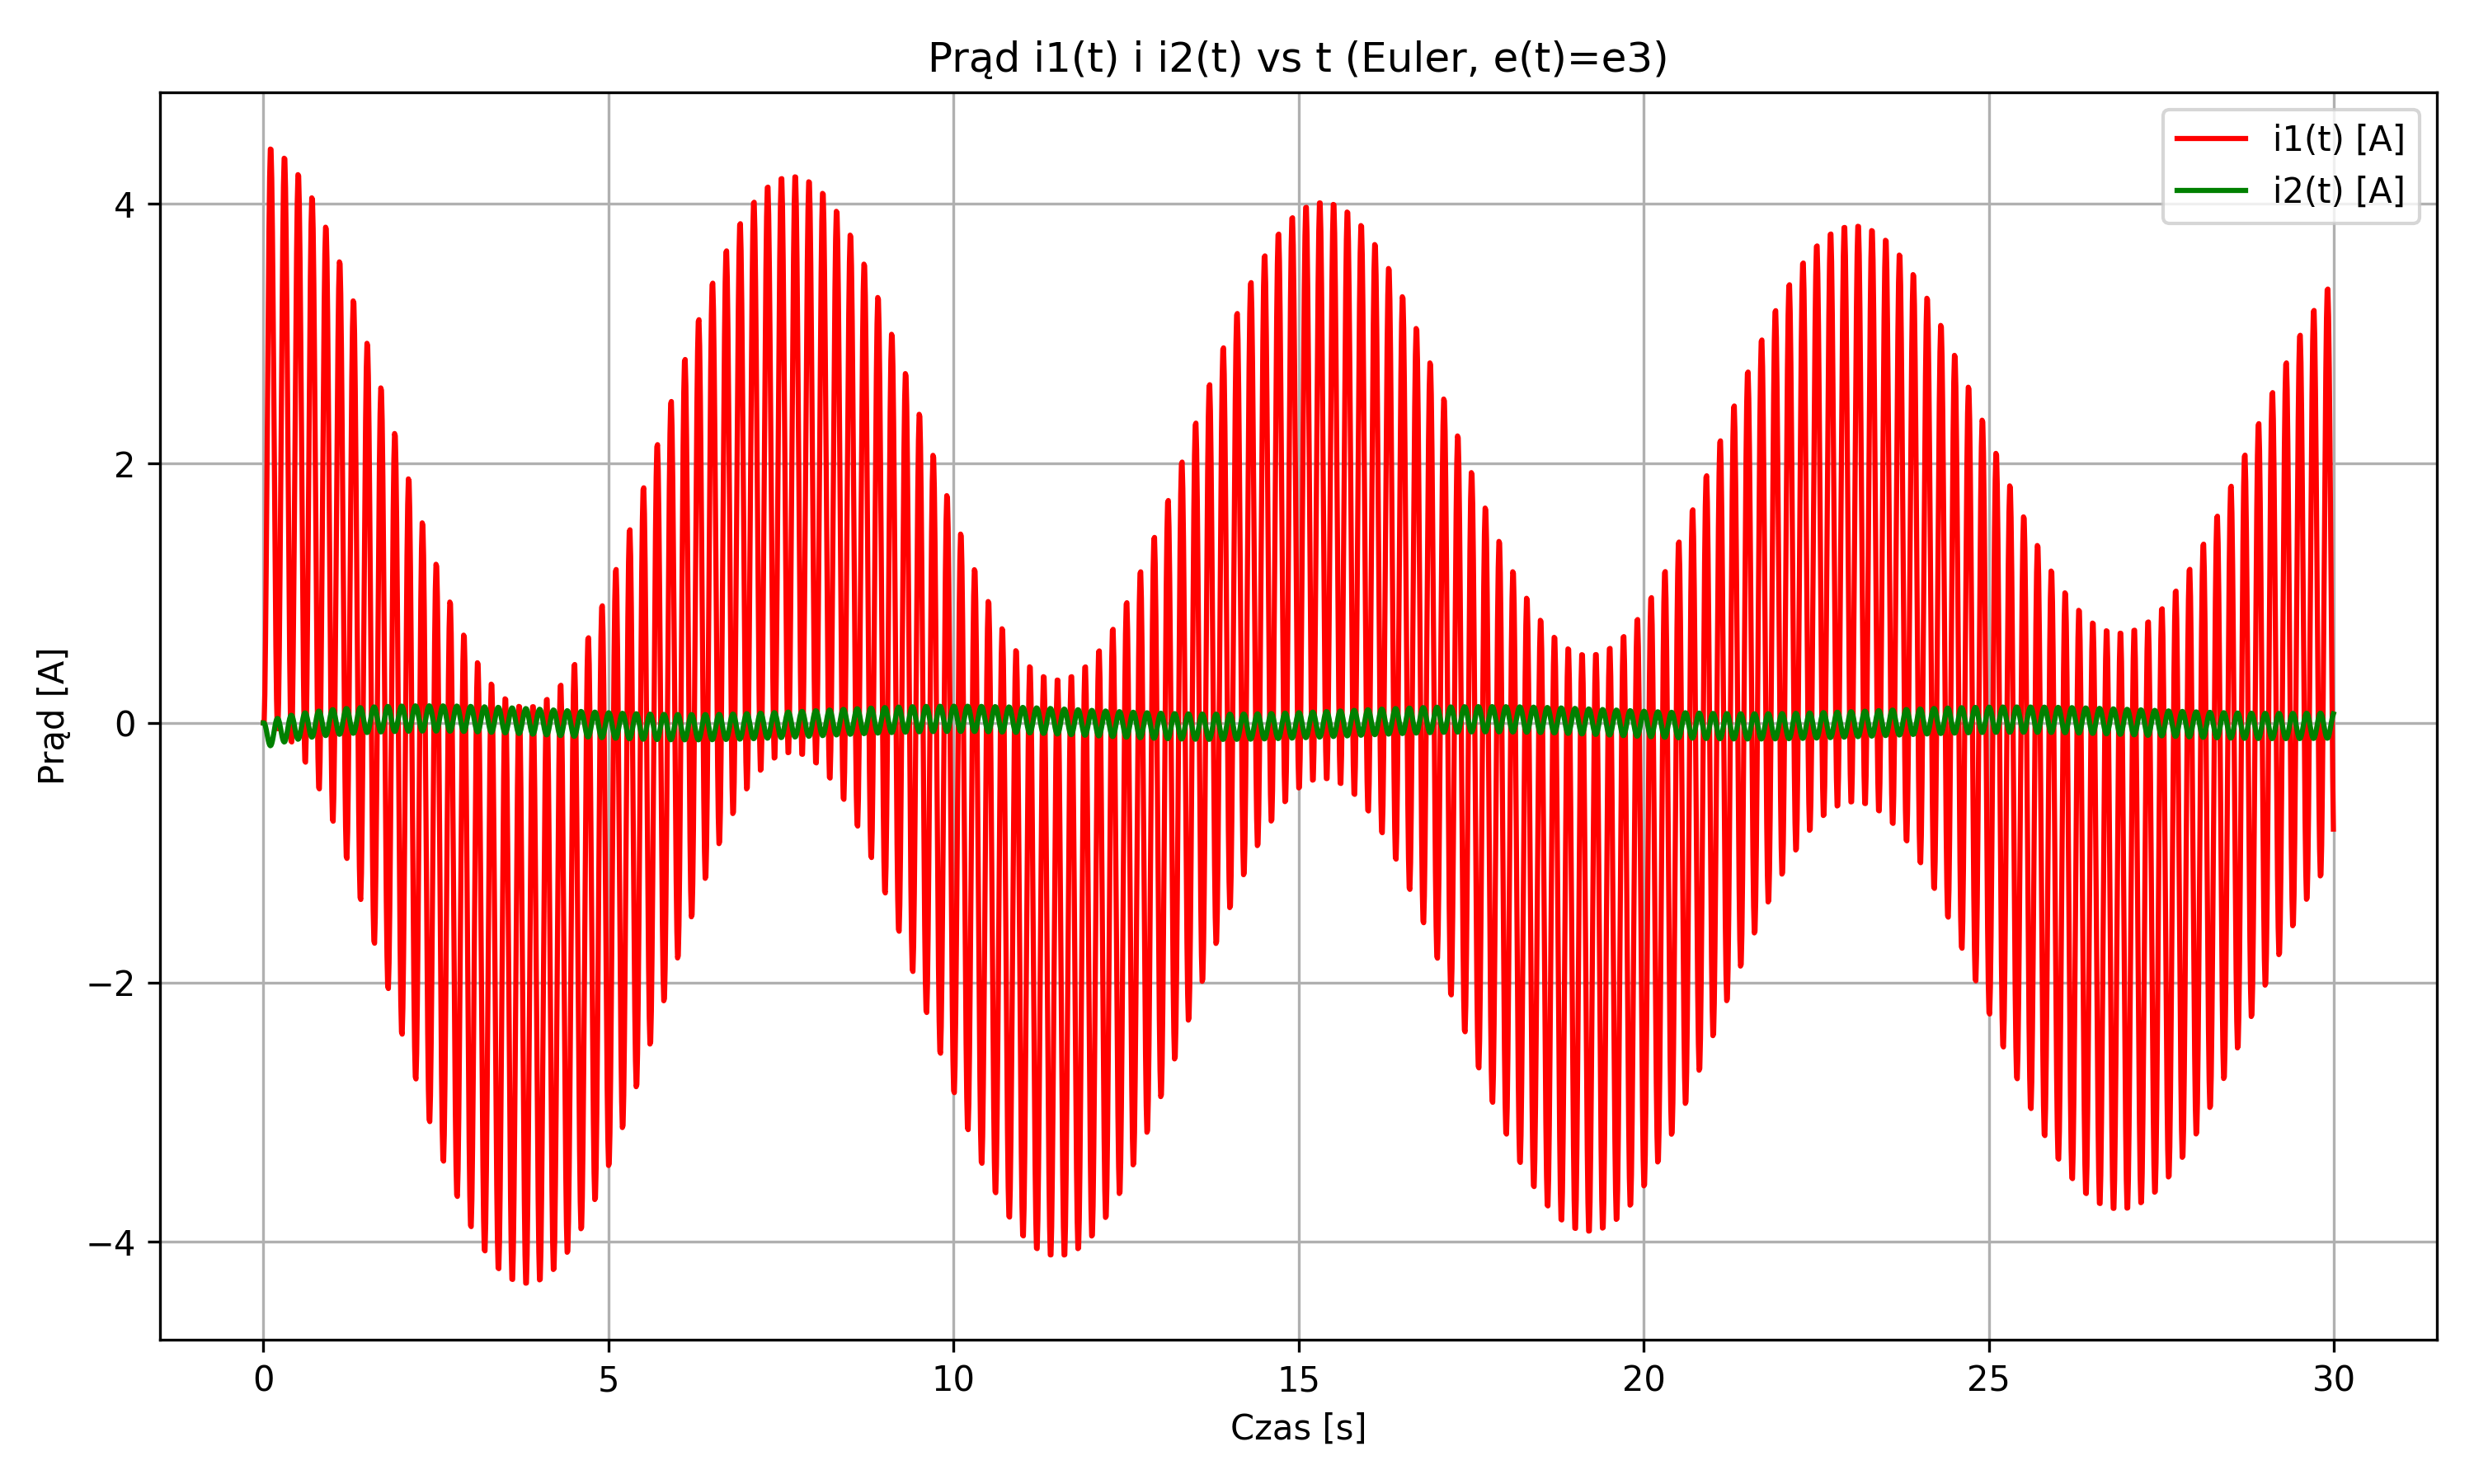 Prąd i1(t) i i2(t) vs t (Euler, e(t)=e3)
i1(t) [A]
i2(t) [A]
Prąd [A]
4
2
0
−2
−4
0 5 10 15 20 25 30
Czas [s]